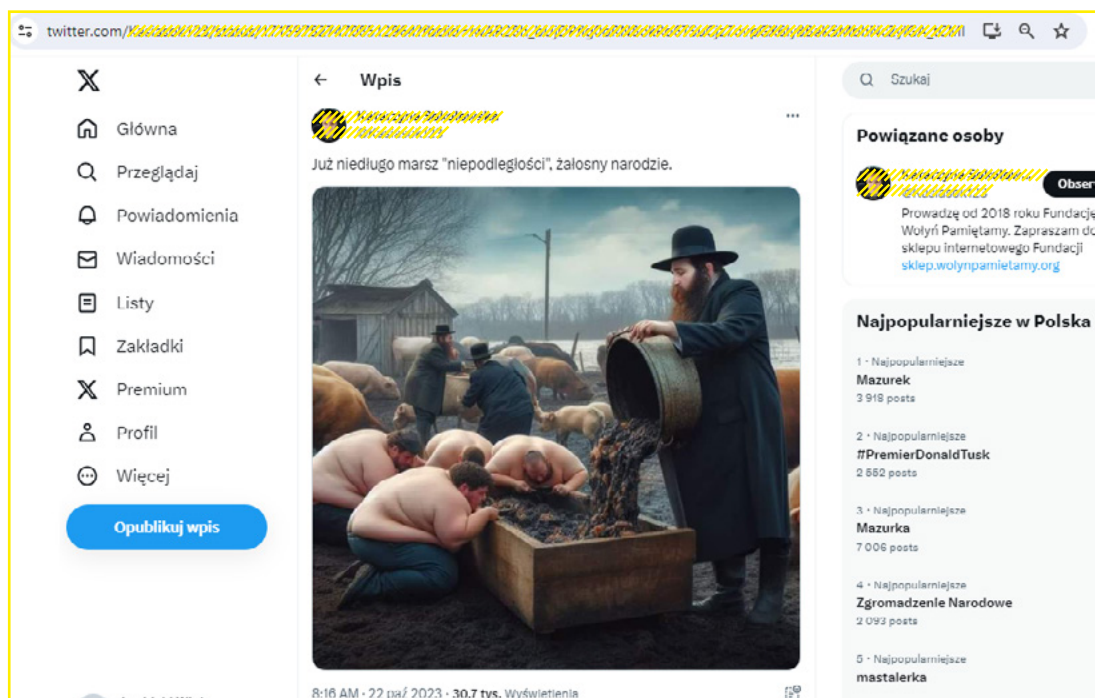 twitter.com/
Wpis
Szukaj
Główna
Przeglądaj
Powiadomienia
Wiadomości
Listy
Zakładki
Premium
Profil
Więcej
Opublikuj wpis
Już niedługo marsz "niepodległości", żałosny narodzie.
8:16 AM · 22 paź 2023 · 30,7 tys. Wyświetlenia
Powiązane osoby
Obser
Prowadzę od 2018 roku Fundację
Wołyń Pamiętamy. Zapraszam do
sklepu internetowego Fundacji
sklep.wolynpamietamy.org
Najpopularniejsze w Polska
1 · Najpopularniejsze
Mazurek
3 918 posts
2 · Najpopularniejsze
#PremierDonaldTusk
2 552 posts
3 · Najpopularniejsze
Mazurka
7 006 posts
4 · Najpopularniejsze
Zgromadzenie Narodowe
2 093 posts
5 · Najpopularniejsze
mastalerka